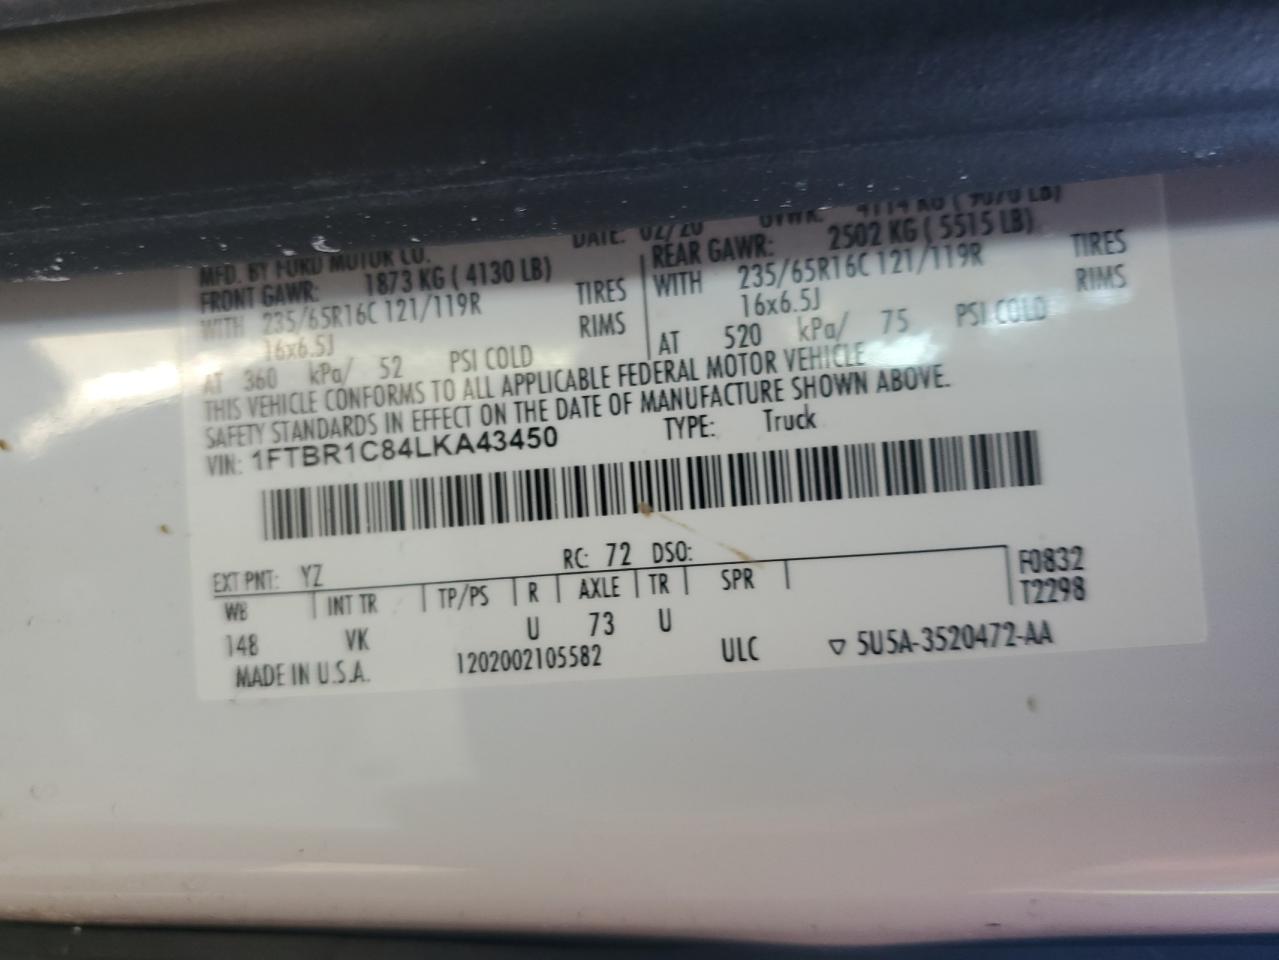 MFD. BY FORD MOTOR CO. DATE: 02/20 GVWR: 4114 KG ( 9070 LB)
FRONT GAWR: 1873 KG ( 4130 LB) REAR GAWR: 2502 KG ( 5515 LB)
WITH 235/65R16C 121/119R TIRES WITH 235/65R16C 121/119R TIRES
16x6.5J RIMS 16x6.5J RIMS
AT 360 kPa/ 52 PSI COLD AT 520 kPa/ 75 PSI COLD
THIS VEHICLE CONFORMS TO ALL APPLICABLE FEDERAL MOTOR VEHICLE
SAFETY STANDARDS IN EFFECT ON THE DATE OF MANUFACTURE SHOWN ABOVE.
VIN: 1FTBR1C84LKA43450 TYPE: Truck
EXT PNT: YZ RC: 72 DSO:
WB INT TR TP/PS R AXLE TR SPR F0832
T2298
148 VK U 73 U
MADE IN U.S.A. 1202002105582 ULC ▽ 5U5A-3520472-AA